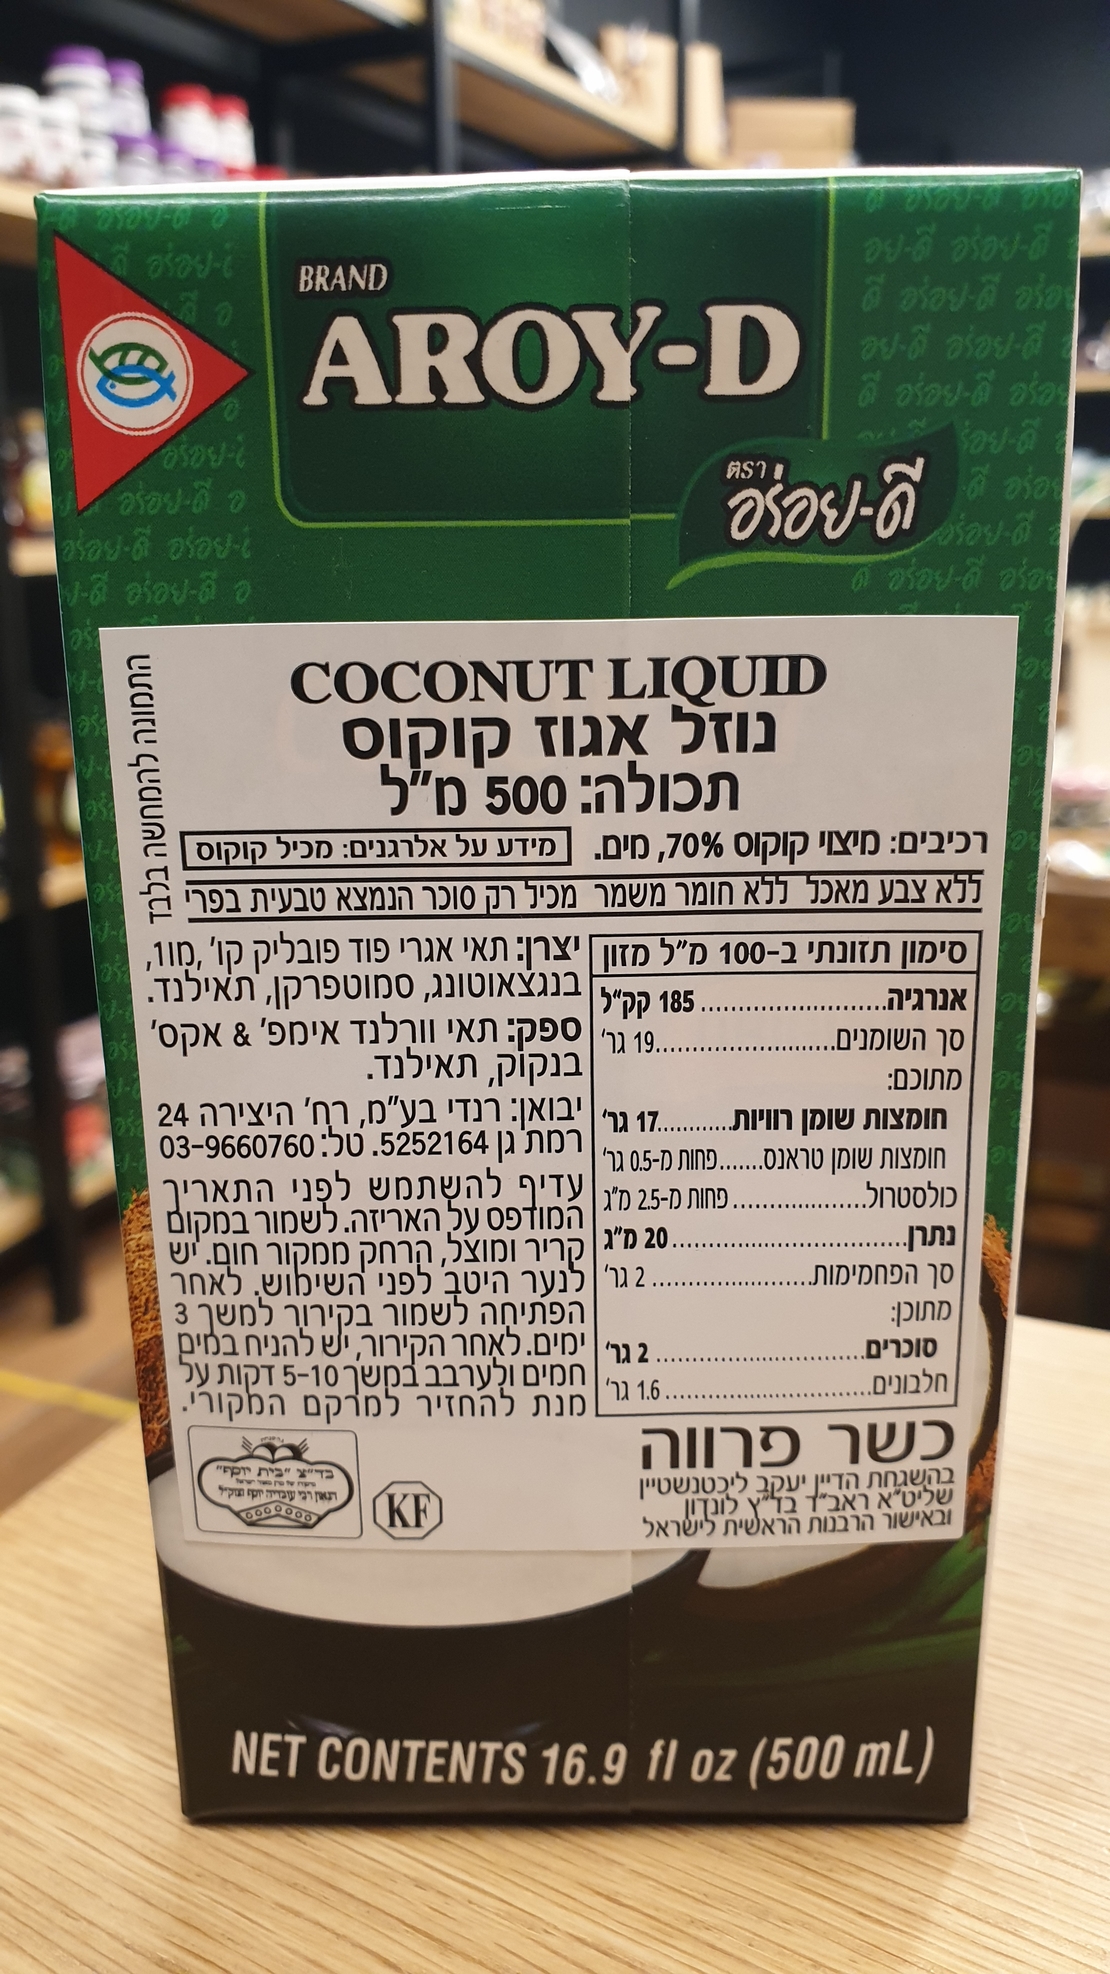 BRAND
AROY-D
ตรา
อร่อย-ดี
התמונה להמחשה בלבד
COCONUT LIQUID
נוזל אגוז קוקוס
תכולה: 500 מ"ל
רכיבים: מיצוי קוקוס 70%, מים.
מידע על אלרגנים: מכיל קוקוס
ללא צבע מאכל ללא חומר משמר מכיל רק סוכר הנמצא טבעית בפרי
סימון תזונתי ב-100 מ"ל מזון
אנרגיה......................185 קק"ל
סך השומנים......................19 גר'
מתוכם:
חומצות שומן רוויות............17 גר'
חומצות שומן טראנס.......פחות מ-0.5 גר'
כולסטרול................פחות מ-2.5 מ"ג
נתרן.............................20 מ"ג
סך הפחמימות....................2 גר'
מתוכן:
סוכרים..........................2 גר'
חלבונים.........................1.6 גר'
יצרן: תאי אגרי פוד פובליק קו', מו1,
בנגצאוטונג, סמוטפרקן, תאילנד.
ספק: תאי וורלנד אימפ' & אקס'
בנקוק, תאילנד.
יבואן: רנדי בע"מ, רח' היצירה 24
רמת גן 5252164. טל: 03-9660760
עדיף להשתמש לפני התאריך
המודפס על האריזה. לשמור במקום
קריר ומוצל, הרחק ממקור חום. יש
לנער היטב לפני השימוש. לאחר
הפתיחה לשמור בקירור למשך 3
ימים. לאחר הקירור, יש להניח במים
חמים ולערבב במשך 5-10 דקות על
מנת להחזיר למרקם המקורי.
כשר פרווה
בהשגחת הדיין יעקב ליכטנשטיין
שליט"א ראב"ד בד"ץ לונדון
ובאישור הרבנות הראשית לישראל
KF
בד"צ "בית יוסף"
NET CONTENTS 16.9 fl oz (500 mL)